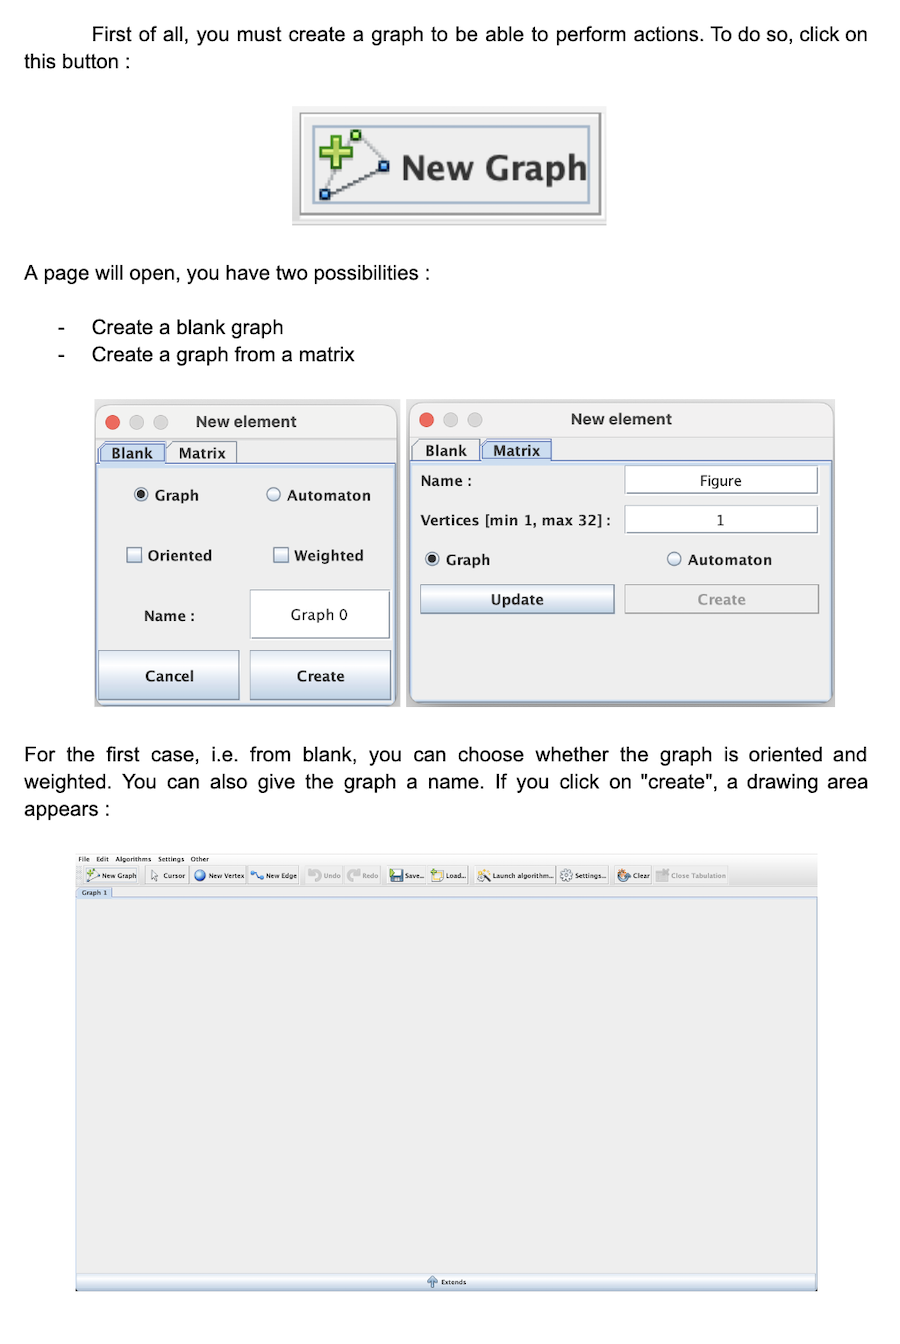 First of all, you must create a graph to be able to perform actions. To do so, click on
this button :
New Graph
A page will open, you have two possibilities :
- Create a blank graph
- Create a graph from a matrix
New element
Blank Matrix
Graph Automaton
Oriented Weighted
Name : Graph 0
Cancel Create
New element
Blank Matrix
Name : Figure
Vertices [min 1, max 32] : 1
Graph Automaton
Update Create
For the first case, i.e. from blank, you can choose whether the graph is oriented and
weighted. You can also give the graph a name. If you click on "create", a drawing area
appears :
File Edit Algorithms Settings Other
New Graph Cursor New Vertex New Edge Undo Redo Save... Load... Launch algorithm... Settings... Clear Close Tabulation
Graph 1
Extends